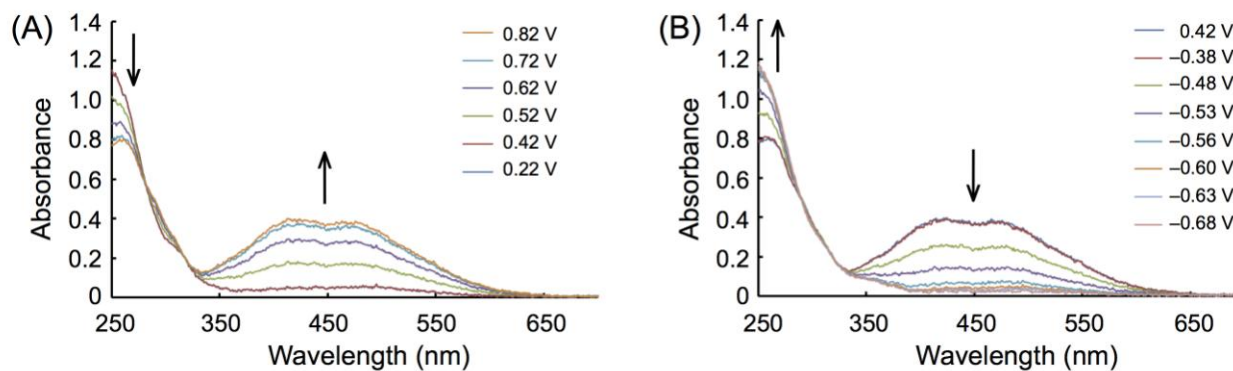 (A)
Absorbance
1.4
1.2
1.0
0.8
0.6
0.4
0.2
0
250
350
450
550
650
Wavelength (nm)
0.82 V
0.72 V
0.62 V
0.52 V
0.42 V
0.22 V
(B)
Absorbance
1.4
1.2
1.0
0.8
0.6
0.4
0.2
0
250
350
450
550
650
Wavelength (nm)
0.42 V
–0.38 V
–0.48 V
–0.53 V
–0.56 V
–0.60 V
–0.63 V
–0.68 V